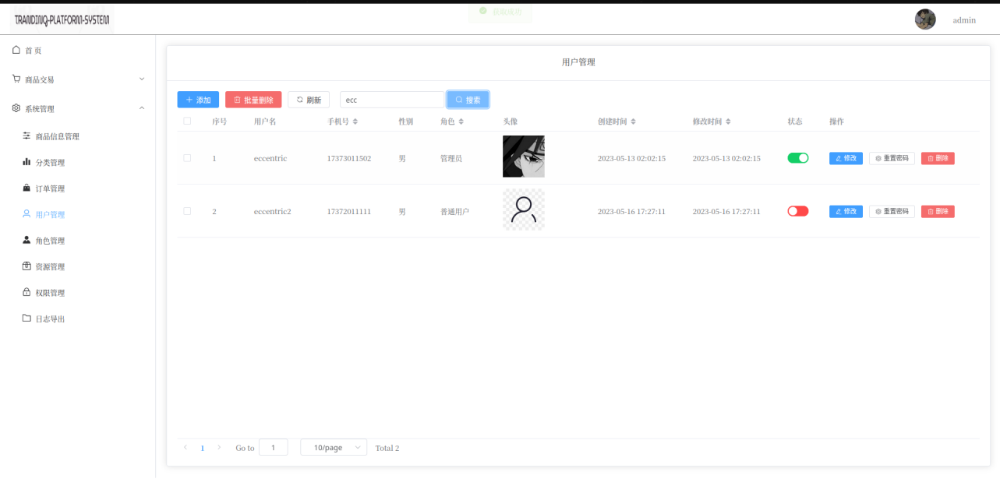 TRANDINQ-PLATFORM-SYSTEM
获取成功
admin
首页
商品交易
系统管理
商品信息管理
分类管理
订单管理
用户管理
角色管理
资源管理
权限管理
日志导出
用户管理
添加 批量删除 刷新 ecc 搜索
序号 用户名 手机号 性别 角色 头像 创建时间 修改时间 状态 操作
1 eccentric 17373011502 男 管理员 2023-05-13 02:02:15 2023-05-13 02:02:15 修改 重置密码 删除
2 eccentric2 17372011111 男 普通用户 2023-05-16 17:27:11 2023-05-16 17:27:11 修改 重置密码 删除
1 Go to 1 10/page Total 2